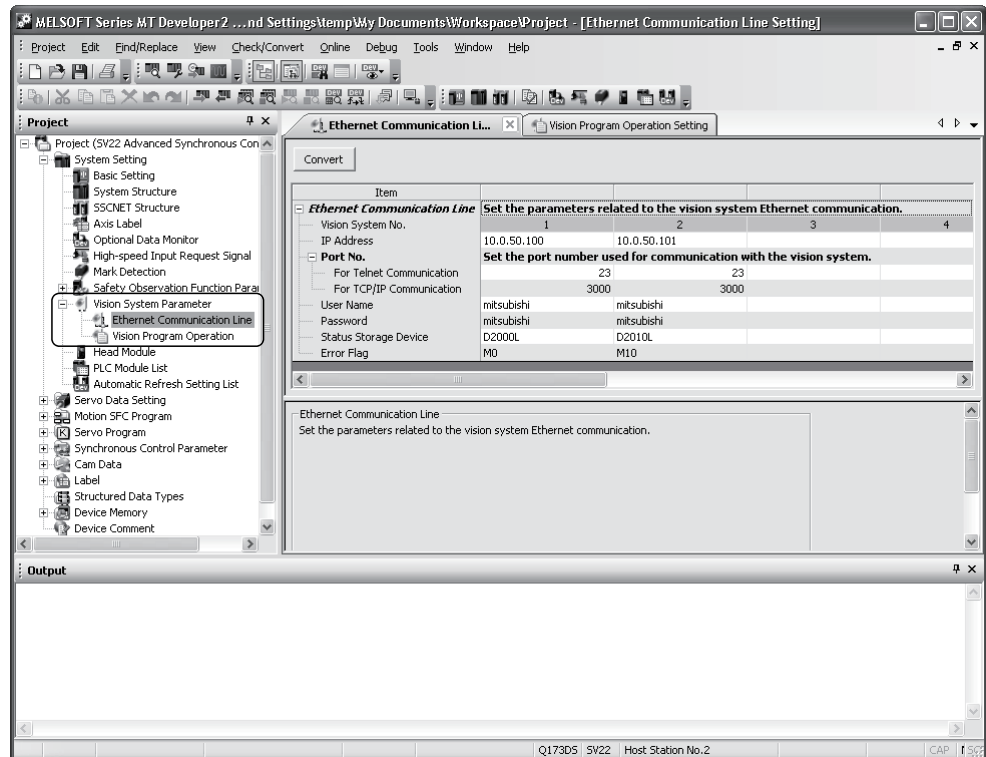 MELSOFT Series MT Developer2 ...nd Settings\temp\My Documents\Workspace\Project - [Ethernet Communication Line Setting]
Project Edit Find/Replace View Check/Convert Online Debug Tools Window Help
Project
Project (SV22 Advanced Synchronous Con
System Setting
Basic Setting
System Structure
SSCNET Structure
Axis Label
Optional Data Monitor
High-speed Input Request Signal
Mark Detection
Safety Observation Function Para
Vision System Parameter
Ethernet Communication Line
Vision Program Operation
Head Module
PLC Module List
Automatic Refresh Setting List
Servo Data Setting
Motion SFC Program
Servo Program
Synchronous Control Parameter
Cam Data
Label
Structured Data Types
Device Memory
Device Comment
Ethernet Communication Li... Vision Program Operation Setting
Convert
Item
Ethernet Communication Line Set the parameters related to the vision system Ethernet communication.
Vision System No. 1 2 3 4
IP Address 10.0.50.100 10.0.50.101
Port No. Set the port number used for communication with the vision system.
For Telnet Communication 23 23
For TCP/IP Communication 3000 3000
User Name mitsubishi mitsubishi
Password mitsubishi mitsubishi
Status Storage Device D2000L D2010L
Error Flag M0 M10
Ethernet Communication Line
Set the parameters related to the vision system Ethernet communication.
Output
Q173DS SV22 Host Station No.2 CAP